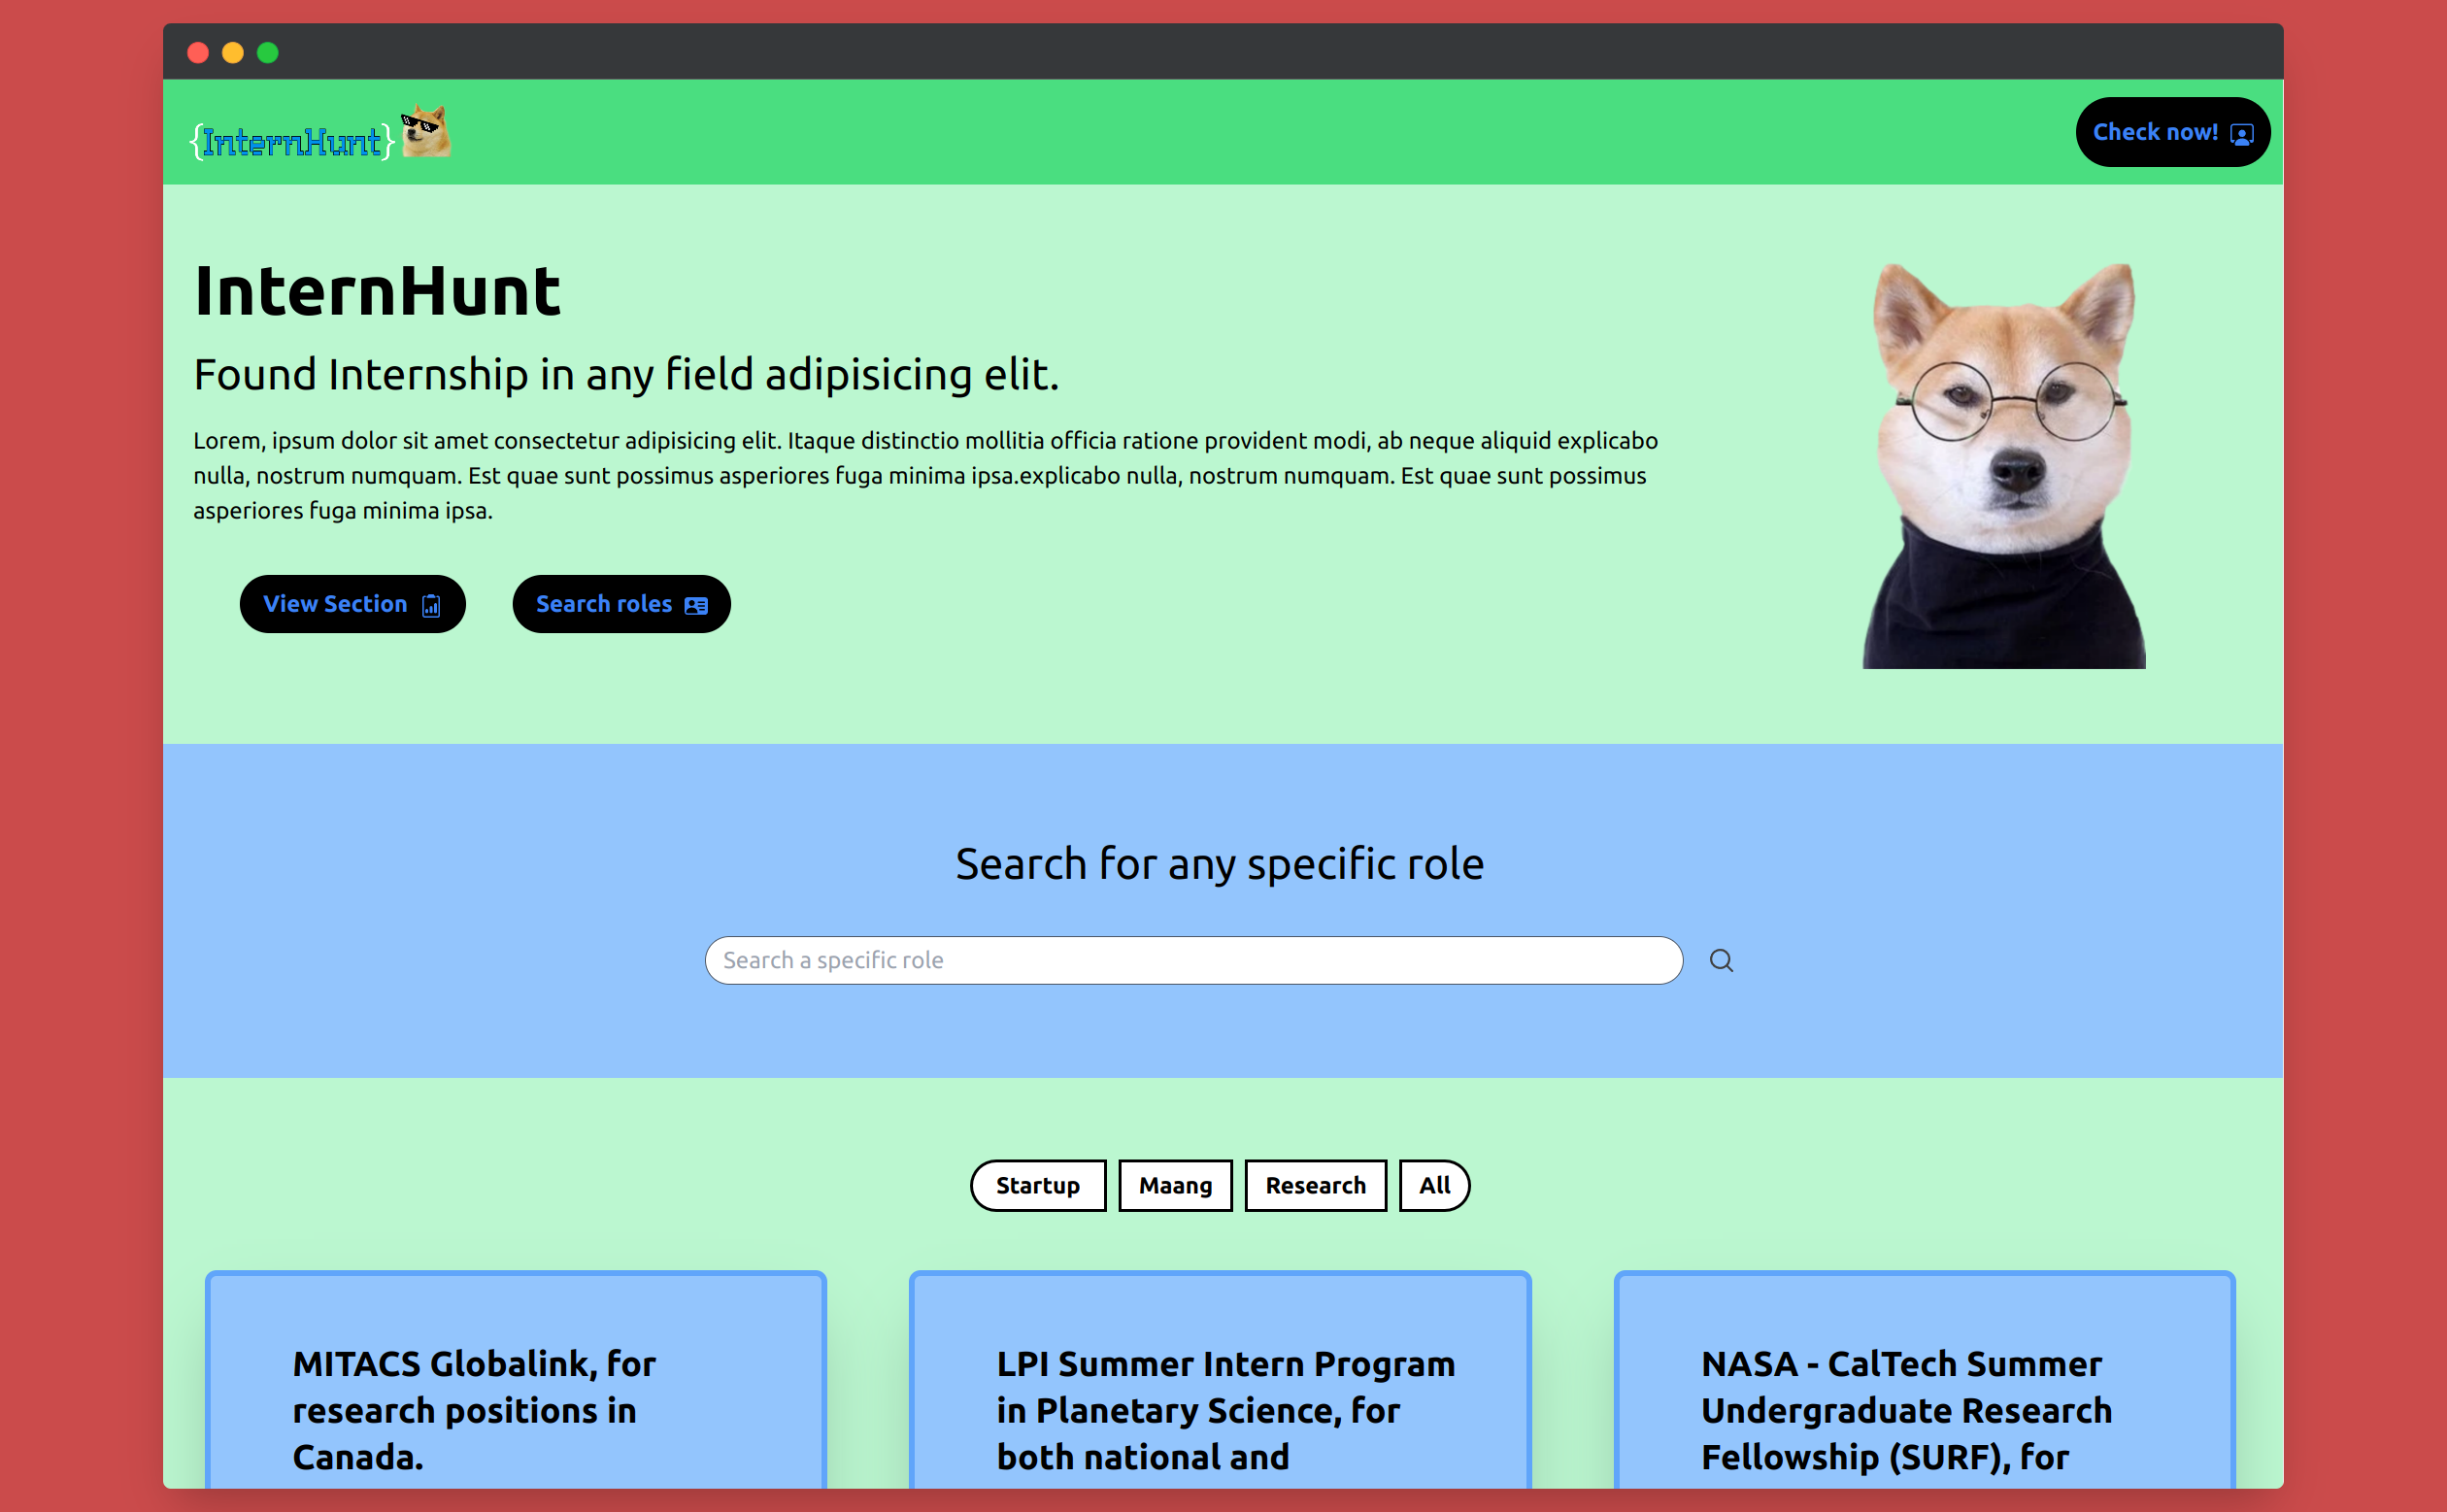 {InternHunt}
Check now!
InternHunt
Found Internship in any field adipisicing elit.
Lorem, ipsum dolor sit amet consectetur adipisicing elit. Itaque distinctio mollitia officia ratione provident modi, ab neque aliquid explicabo
nulla, nostrum numquam. Est quae sunt possimus asperiores fuga minima ipsa.explicabo nulla, nostrum numquam. Est quae sunt possimus
asperiores fuga minima ipsa.
View Section
Search roles
Search for any specific role
Search a specific role
Startup
Maang
Research
All
MITACS Globalink, for
research positions in
Canada.
LPI Summer Intern Program
in Planetary Science, for
both national and
NASA - CalTech Summer
Undergraduate Research
Fellowship (SURF), for